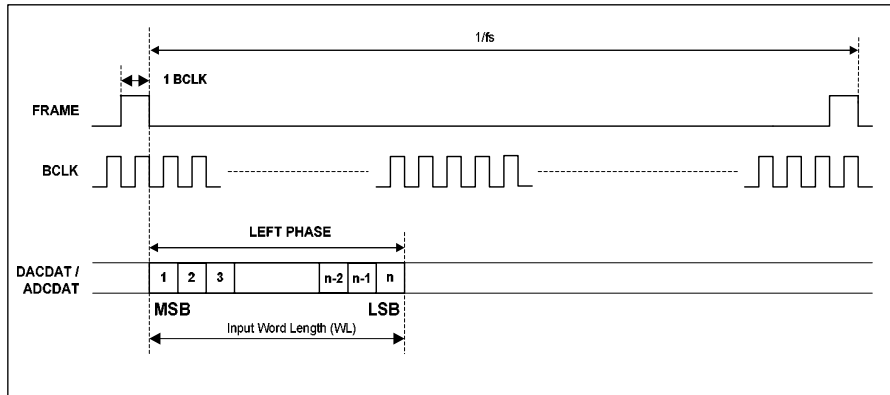 1/fs
1 BCLK
FRAME
BCLK
LEFT PHASE
DACDAT /
ADCDAT
1 2 3 n-2 n-1 n
MSB LSB
Input Word Length (WL)